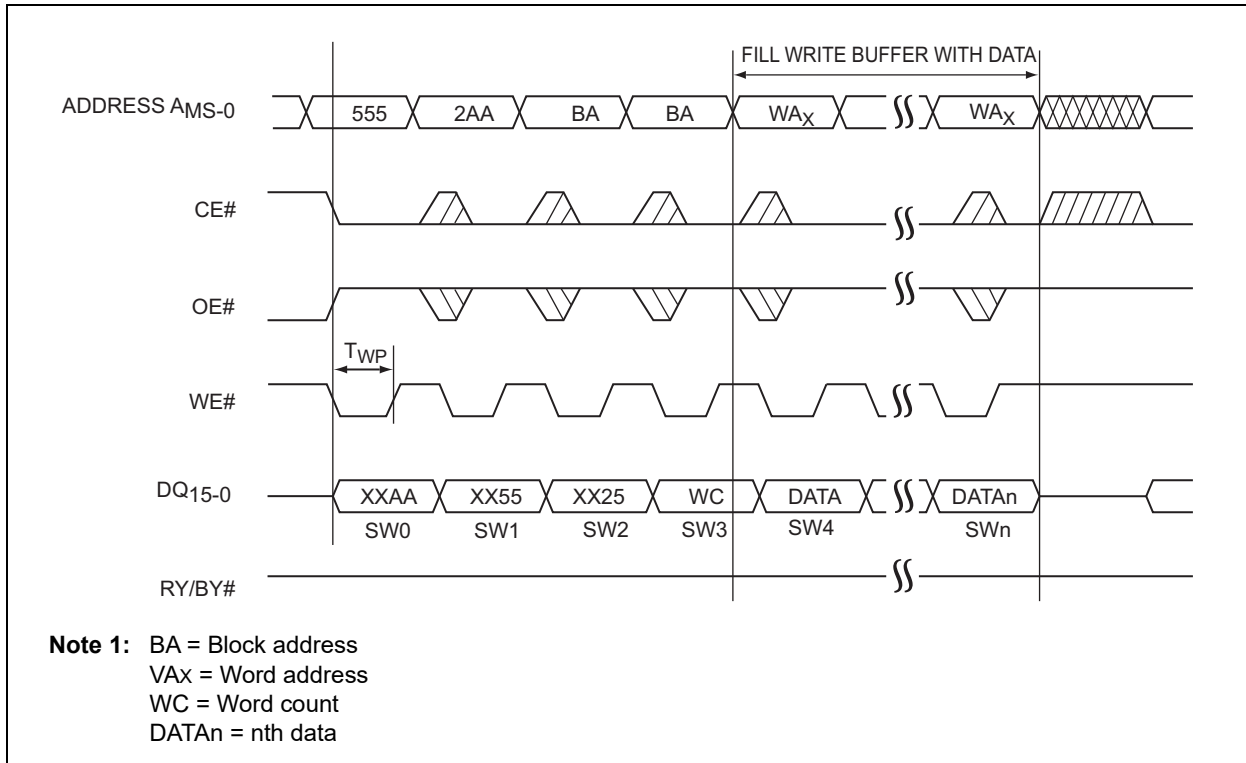 FILL WRITE BUFFER WITH DATA
ADDRESS AMS-0 555 2AA BA BA WAX WAX
CE#
OE#
TWP
WE#
DQ15-0 XXAA XX55 XX25 WC DATA DATAn
SW0 SW1 SW2 SW3 SW4 SWn
RY/BY#
Note 1: BA = Block address
VAX = Word address
WC = Word count
DATAn = nth data